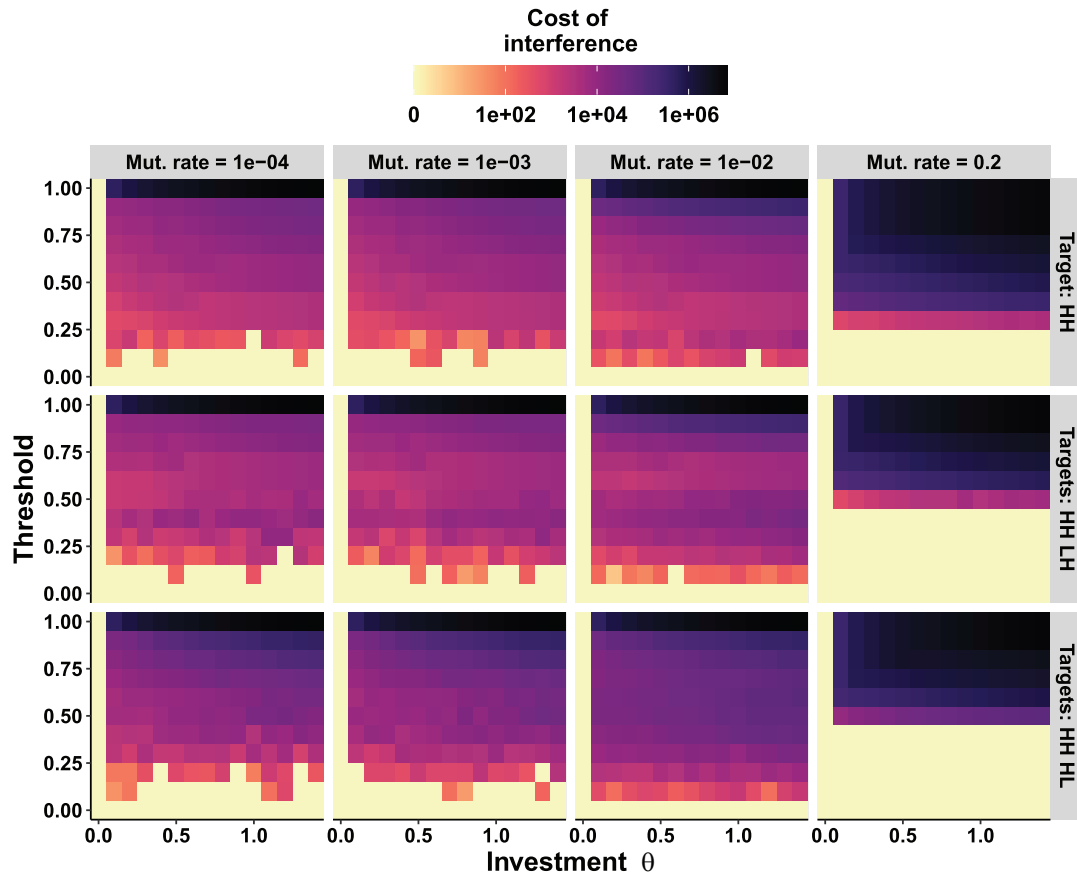 Cost of
interference
0 1e+02 1e+04 1e+06
Mut. rate = 1e−04 Mut. rate = 1e−03 Mut. rate = 1e−02 Mut. rate = 0.2
1.00
0.75
0.50
0.25
0.00
Target: HH
1.00
0.75
0.50
0.25
0.00
Targets: HH LH
1.00
0.75
0.50
0.25
0.00
Targets: HH HL
Threshold
0.0 0.5 1.0 0.0 0.5 1.0 0.0 0.5 1.0 0.0 0.5 1.0
Investment θ